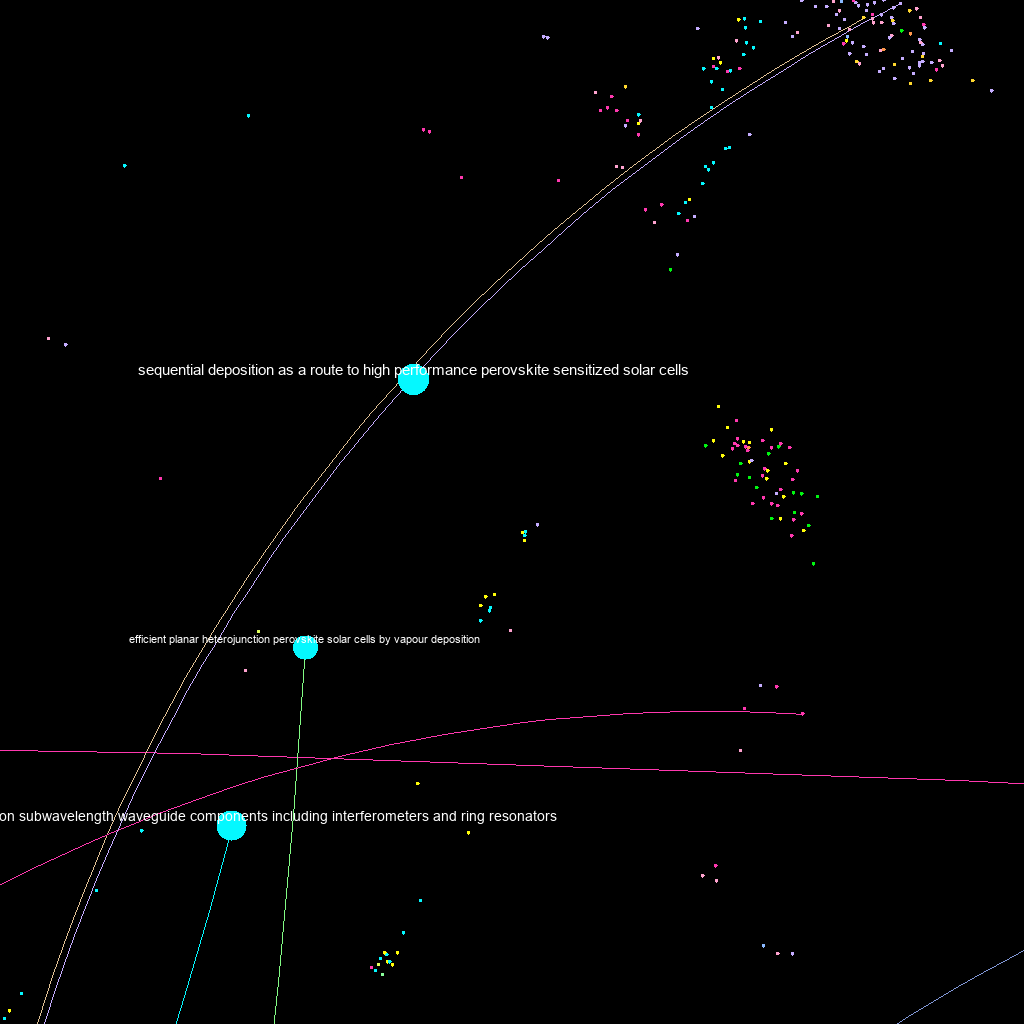 sequential deposition as a route to high performance perovskite sensitized solar cells
efficient planar heterojunction perovskite solar cells by vapour deposition
on subwavelength waveguide components including interferometers and ring resonators